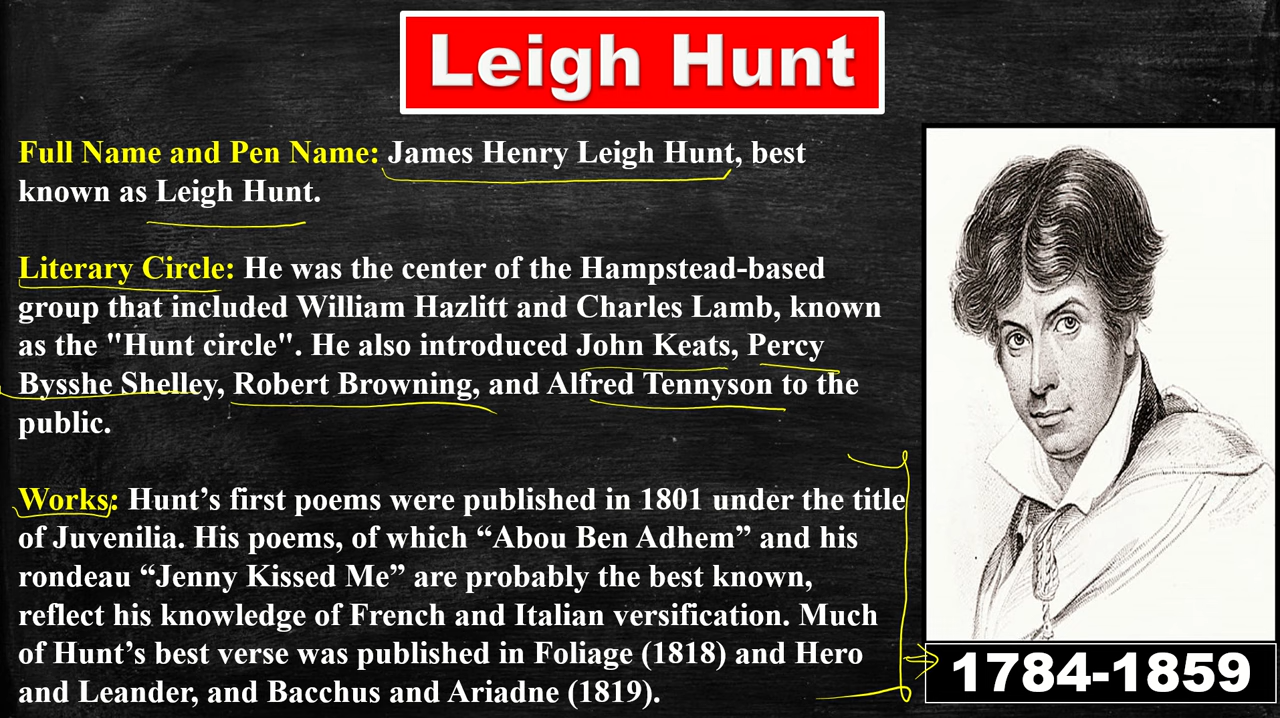 Leigh Hunt
Full Name and Pen Name: James Henry Leigh Hunt, best
known as Leigh Hunt.
Literary Circle: He was the center of the Hampstead-based
group that included William Hazlitt and Charles Lamb, known
as the "Hunt circle". He also introduced John Keats, Percy
Bysshe Shelley, Robert Browning, and Alfred Tennyson to the
public.
Works: Hunt’s first poems were published in 1801 under the title
of Juvenilia. His poems, of which “Abou Ben Adhem” and his
rondeau “Jenny Kissed Me” are probably the best known,
reflect his knowledge of French and Italian versification. Much
of Hunt’s best verse was published in Foliage (1818) and Hero
and Leander, and Bacchus and Ariadne (1819).
1784-1859